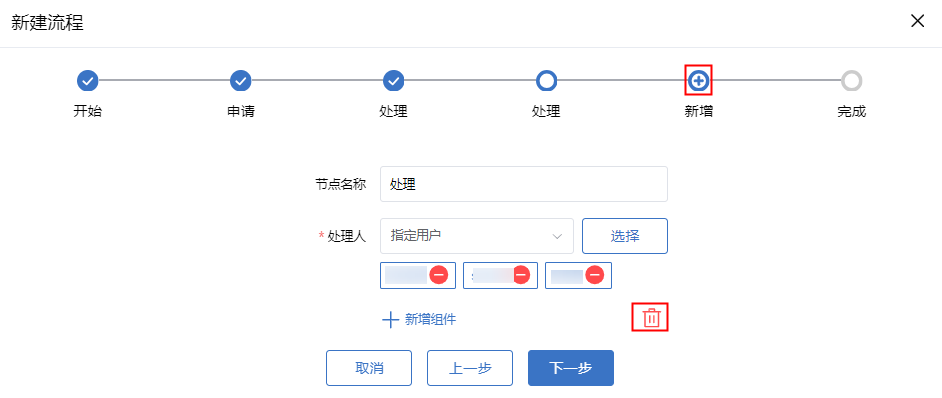 新建流程
开始 申请 处理 处理 新增 完成
节点名称 处理
* 处理人 指定用户 选择
新增组件
取消 上一步 下一步